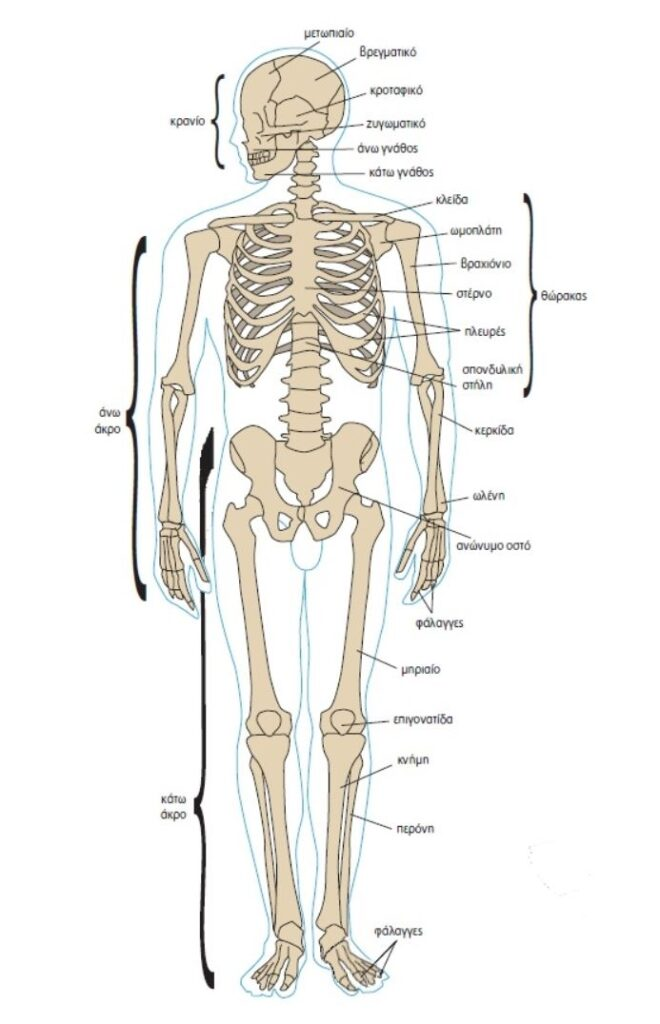 μετωπιαίο
βρεγματικό
κροταφικό
κρανίο
ζυγωματικό
άνω γνάθος
κάτω γνάθος
κλείδα
ωμοπλάτη
βραχιόνιο
στέρνο
θώρακας
πλευρές
σπονδυλική
στήλη
άνω
άκρο
κερκίδα
ωλένη
ανώνυμο οστό
φάλαγγες
μηριαίο
επιγονατίδα
κνήμη
κάτω
άκρο
περόνη
φάλαγγες